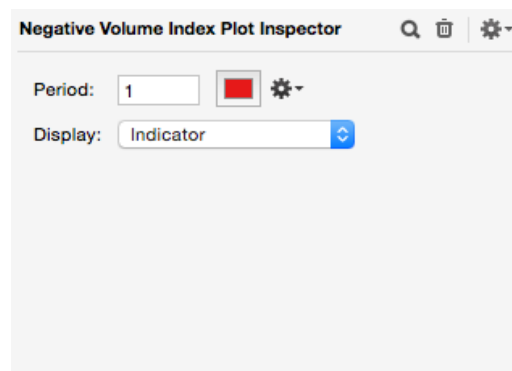 Negative Volume Index Plot Inspector
Period: 1
Display: Indicator